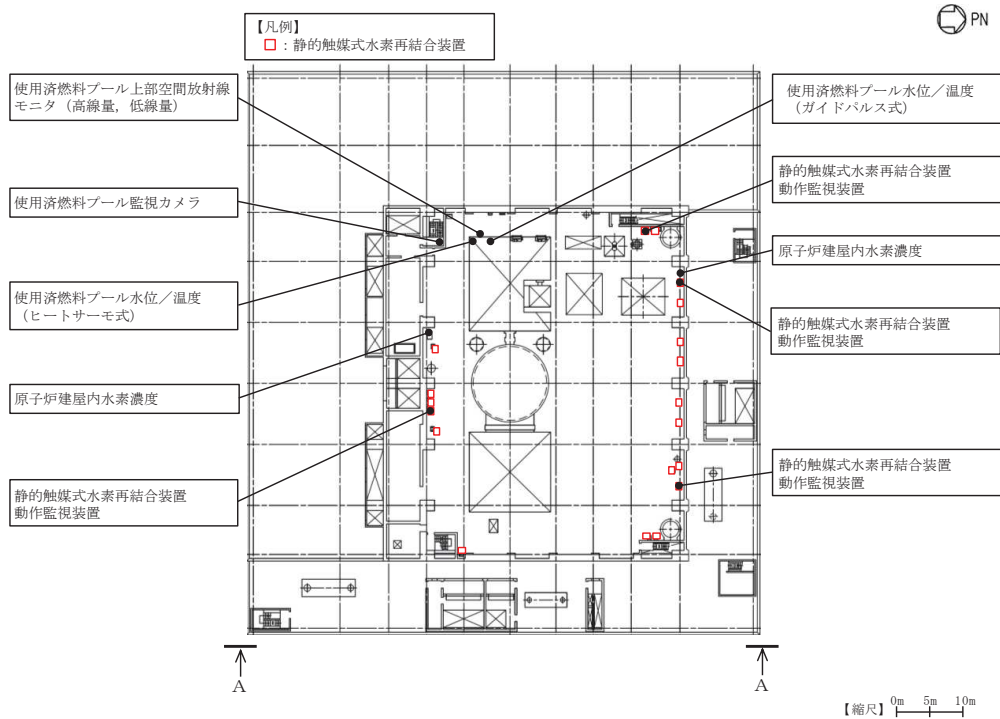 【凡例】
□ : 静的触媒式水素再結合装置
PN
使用済燃料プール上部空間放射線
モニタ（高線量，低線量）
使用済燃料プール監視カメラ
使用済燃料プール水位／温度
（ヒートサーモ式）
原子炉建屋内水素濃度
静的触媒式水素再結合装置
動作監視装置
使用済燃料プール水位／温度
（ガイドパルス式）
静的触媒式水素再結合装置
動作監視装置
原子炉建屋内水素濃度
静的触媒式水素再結合装置
動作監視装置
静的触媒式水素再結合装置
動作監視装置
A
A
【縮尺】 0m 5m 10m